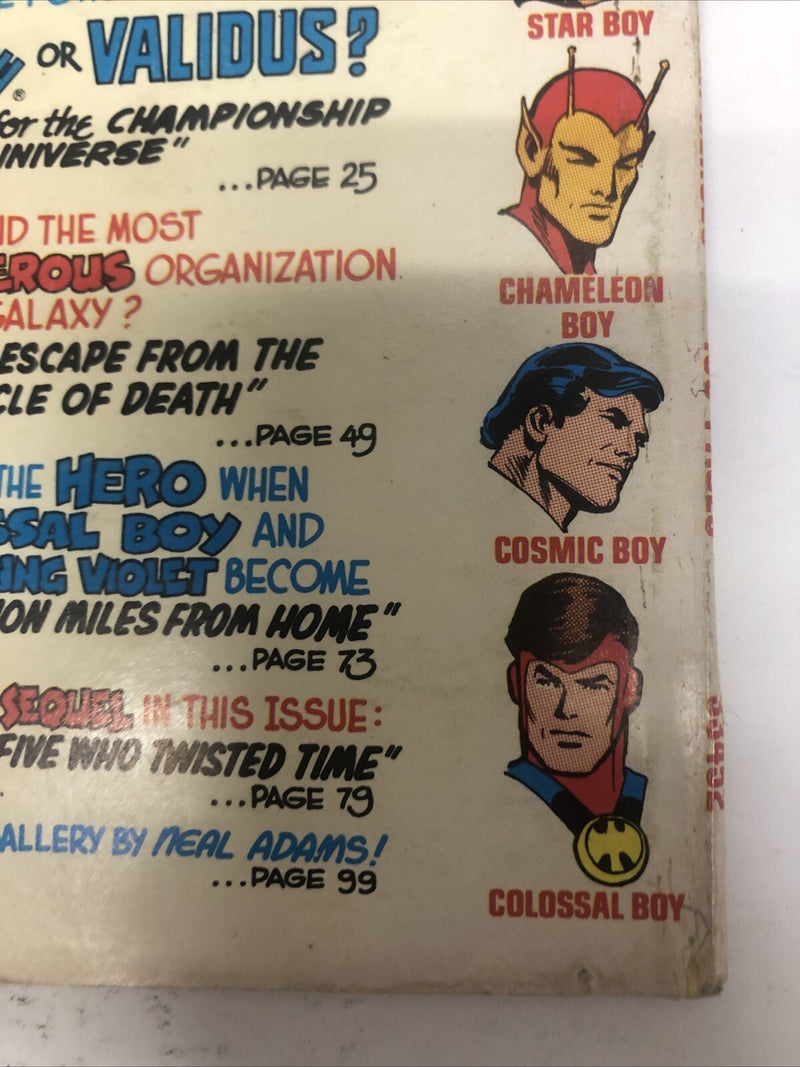 OR VALIDUS?
for the CHAMPIONSHIP
UNIVERSE"
...PAGE 25
ND THE MOST
EROUS ORGANIZATION
GALAXY?
ESCAPE FROM THE
CLE OF DEATH"
...PAGE 49
THE HERO WHEN
SSAL BOY AND
ING VIOLET BECOME
ON MILES FROM HOME"
...PAGE 73
SEQUEL IN THIS ISSUE:
FIVE WHO TWISTED TIME"
...PAGE 79
ALLERY BY NEAL ADAMS!
...PAGE 99
STAR BOY
CHAMELEON
BOY
COSMIC BOY
COLOSSAL BOY
33432